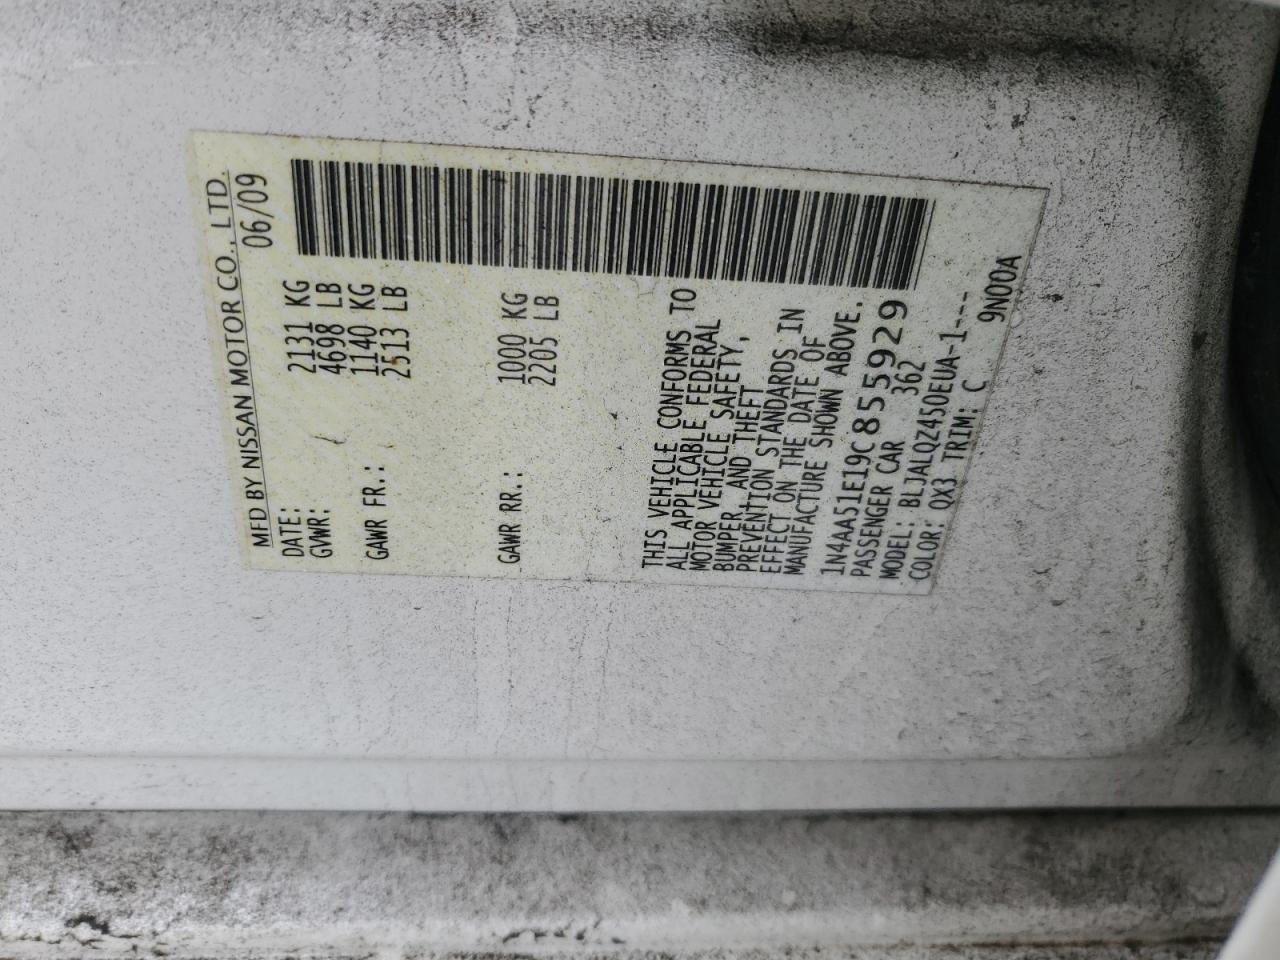 MFD BY NISSAN MOTOR CO., LTD.
DATE: 06/09
GVWR: 2131 KG
4698 LB
GAWR FR.: 1140 KG
2513 LB
GAWR RR.: 1000 KG
2205 LB
THIS VEHICLE CONFORMS TO
ALL APPLICABLE FEDERAL
MOTOR VEHICLE SAFETY,
BUMPER, AND THEFT
PREVENTION STANDARDS IN
EFFECT ON THE DATE OF
MANUFACTURE SHOWN ABOVE.
1N4AA51E19C855929
PASSENGER CAR 362
MODEL: BLJALQZ450EUA-1----
COLOR: QX3 TRIM: C 9N00A